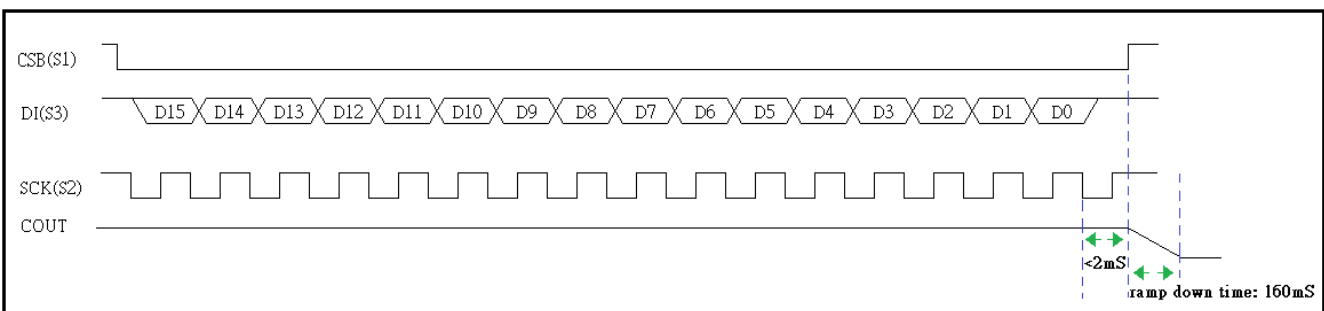 CSB(S1)
DI(S3) D15 D14 D13 D12 D11 D10 D9 D8 D7 D6 D5 D4 D3 D2 D1 D0
SCK(S2)
COUT
<2mS
ramp down time: 160mS